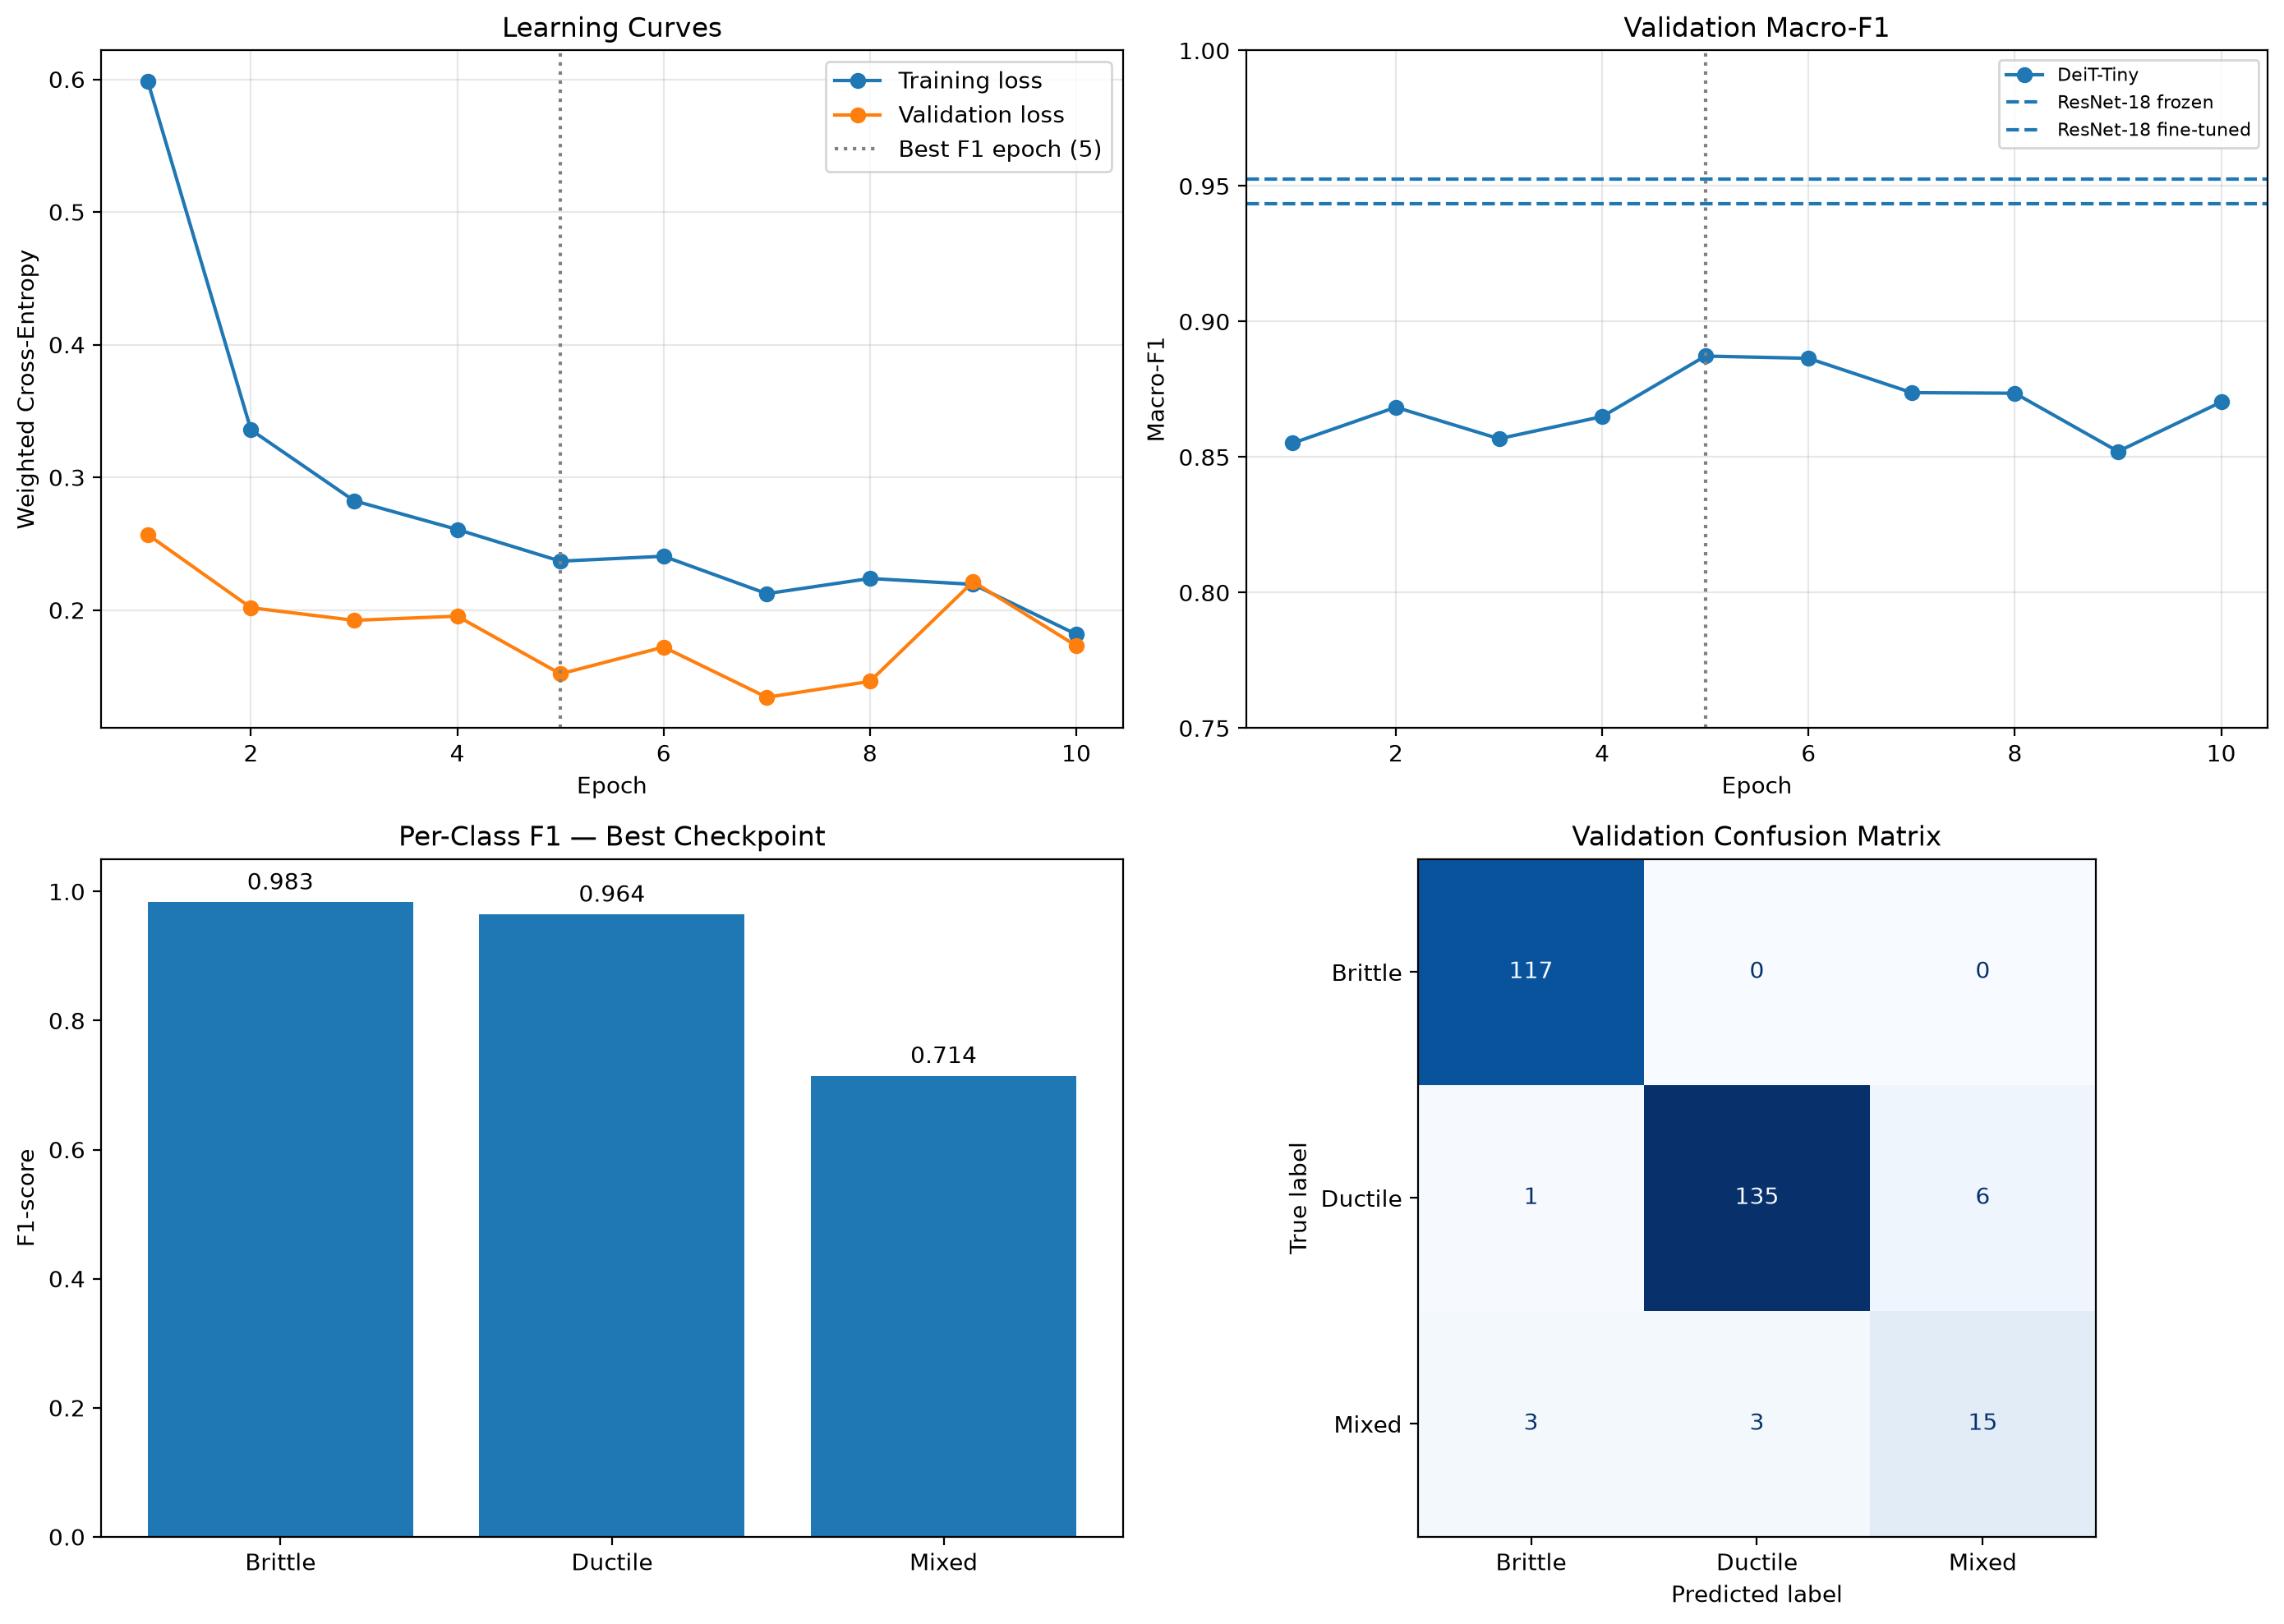 Learning Curves
Weighted Cross-Entropy
0.6
0.5
0.4
0.3
0.2
Training loss
Validation loss
Best F1 epoch (5)
2 4 6 8 10
Epoch
Validation Macro-F1
Macro-F1
1.00
0.95
0.90
0.85
0.80
0.75
DeiT-Tiny
ResNet-18 frozen
ResNet-18 fine-tuned
2 4 6 8 10
Epoch
Per-Class F1 — Best Checkpoint
F1-score
1.0
0.8
0.6
0.4
0.2
0.0
0.983
0.964
0.714
Brittle Ductile Mixed
Validation Confusion Matrix
True label
Brittle 117 0 0
Ductile 1 135 6
Mixed 3 3 15
Brittle Ductile Mixed
Predicted label